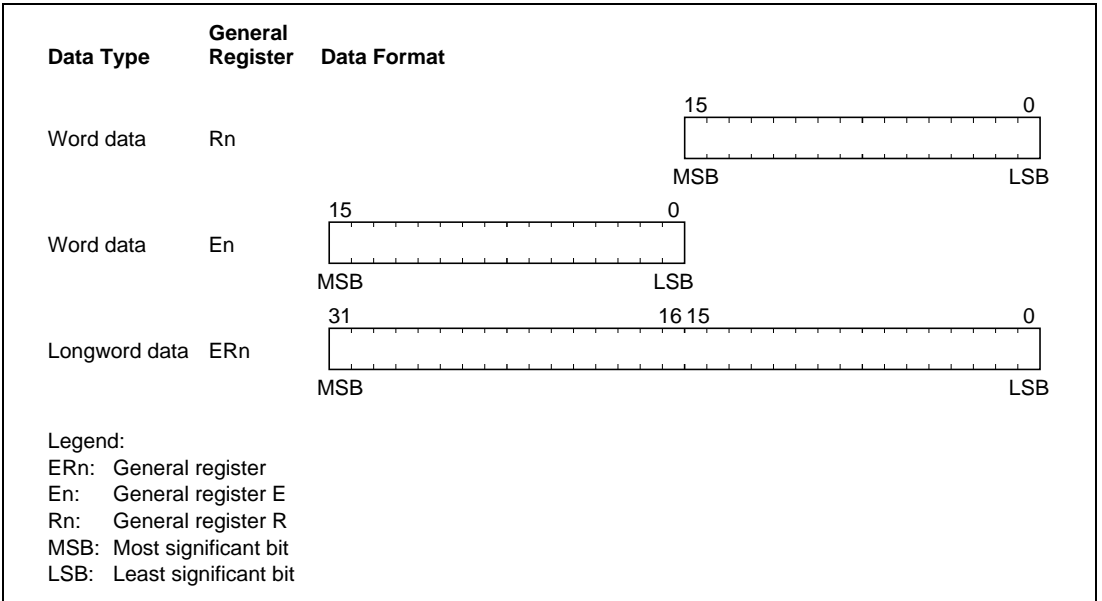 General
Data Type Register Data Format
15 0
Word data Rn
MSB LSB
15 0
Word data En
MSB LSB
31 16 15 0
Longword data ERn
MSB LSB
Legend:
ERn: General register
En: General register E
Rn: General register R
MSB: Most significant bit
LSB: Least significant bit